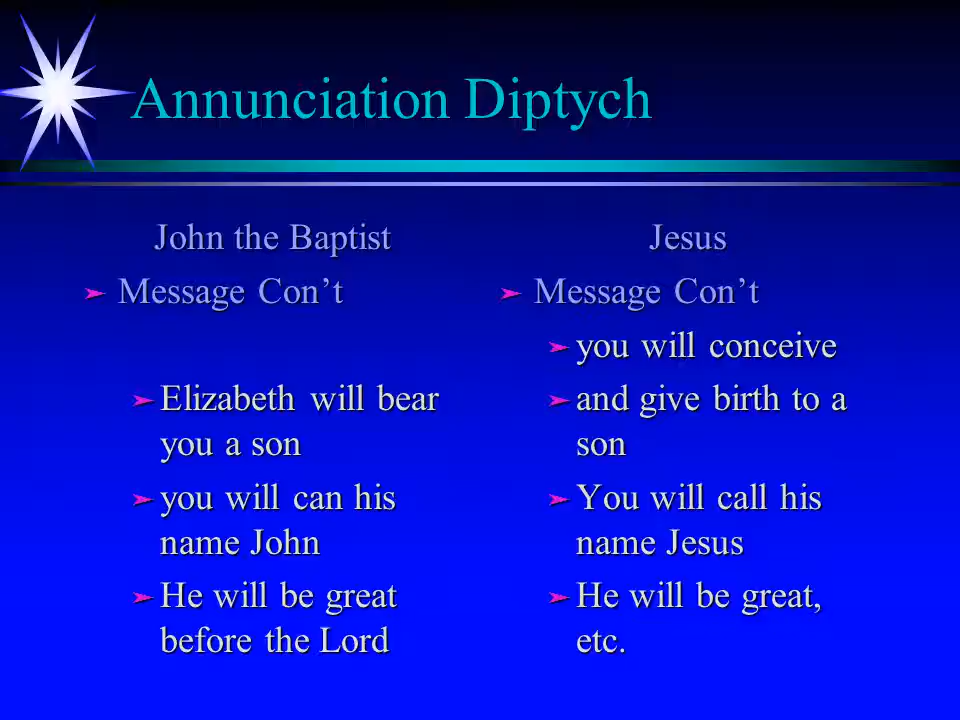 Annunciation Diptych
John the Baptist
Message Con’t
Elizabeth will bear
you a son
you will can his
name John
He will be great
before the Lord
Jesus
Message Con’t
you will conceive
and give birth to a
son
You will call his
name Jesus
He will be great,
etc.